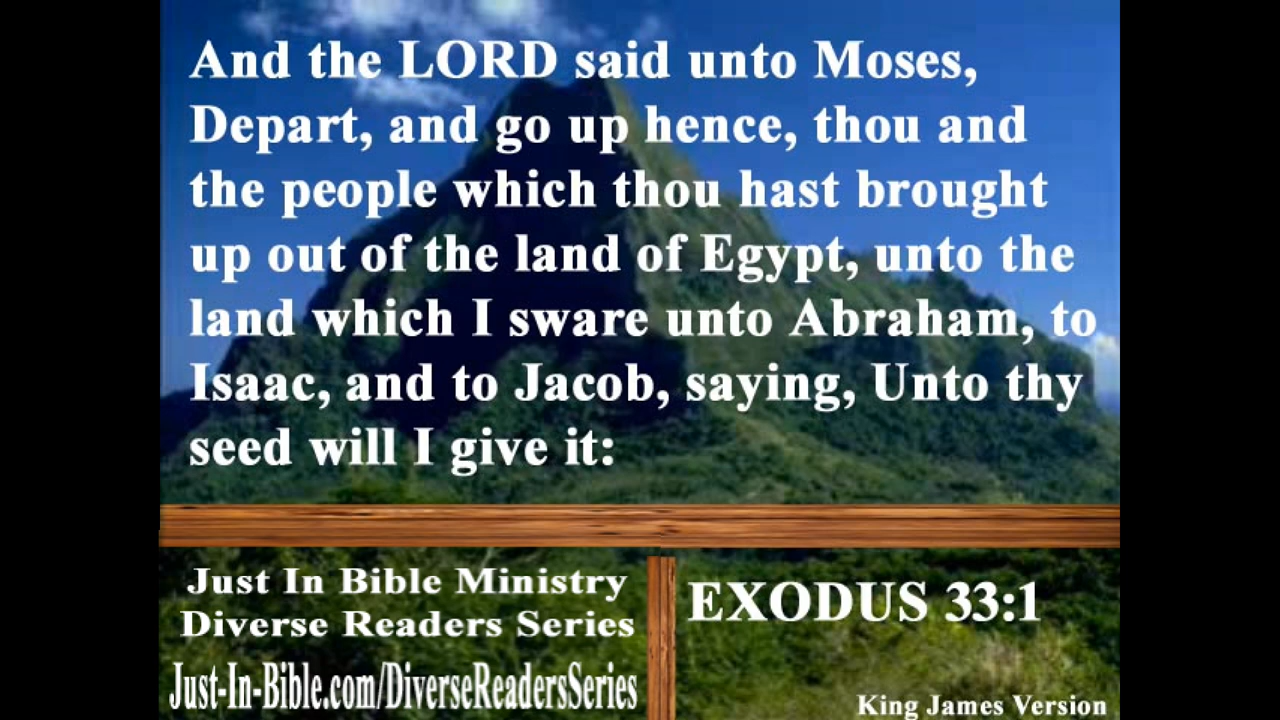 And the LORD said unto Moses,
Depart, and go up hence, thou and
the people which thou hast brought
up out of the land of Egypt, unto the
land which I sware unto Abraham, to
Isaac, and to Jacob, saying, Unto thy
seed will I give it:
Just In Bible Ministry
Diverse Readers Series
Just-In-Bible.com/DiverseReadersSeries
EXODUS 33:1
King James Version